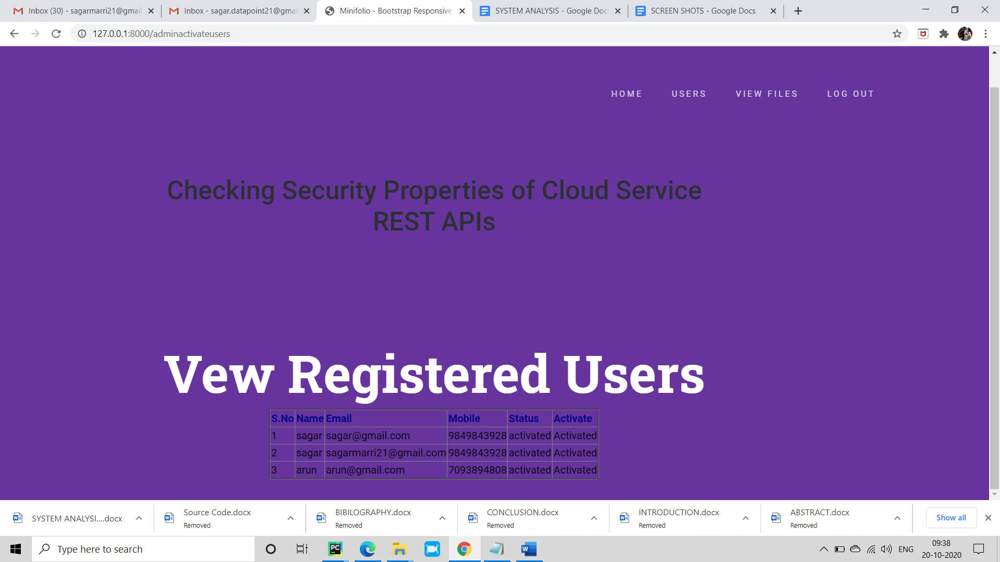 Inbox (30) - sagarmarri21@gmail
Inbox - sagar.datapoint21@gmai
Minifolio - Bootstrap Responsive
SYSTEM ANALYSIS - Google Docs
SCREEN SHOTS - Google Docs
127.0.0.1:8000/adminactivateusers
HOME USERS VIEW FILES LOG OUT
Checking Security Properties of Cloud Service
REST APIs
Vew Registered Users
S.No Name Email Mobile Status Activate
1 sagar sagar@gmail.com 9849843928 activated Activated
2 sagar sagarmarri21@gmail.com 9849843928 activated Activated
3 arun arun@gmail.com 7093894808 activated Activated
SYSTEM ANALYSI....docx
Source Code.docx
Removed
BIBILOGRAPHY.docx
Removed
CONCLUSION.docx
Removed
INTRODUCTION.docx
Removed
ABSTRACT.docx
Removed
Show all
Type here to search
PC
W
ENG
09:38
20-10-2020